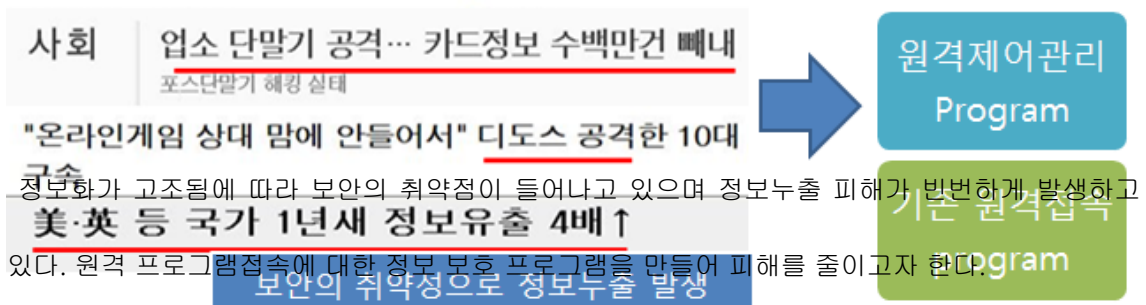 사회
업소 단말기 공격… 카드정보 수백만건 빼내
포스단말기 해킹 실태
"온라인게임 상대 맘에 안들어서" 디도스 공격한 10대
구속
정보화가 고조됨에 따라 보안의 취약점이 들어나고 있으며 정보누출 피해가 빈번하게 발생하고
美·英 등 국가 1년새 정보유출 4배↑
있다. 원격 프로그램접속에 대한 정보 보호 프로그램을 만들어 피해를 줄이고자 한다.
보안의 취약성으로 정보누출 발생
원격제어관리
Program
기존 원격접속
program